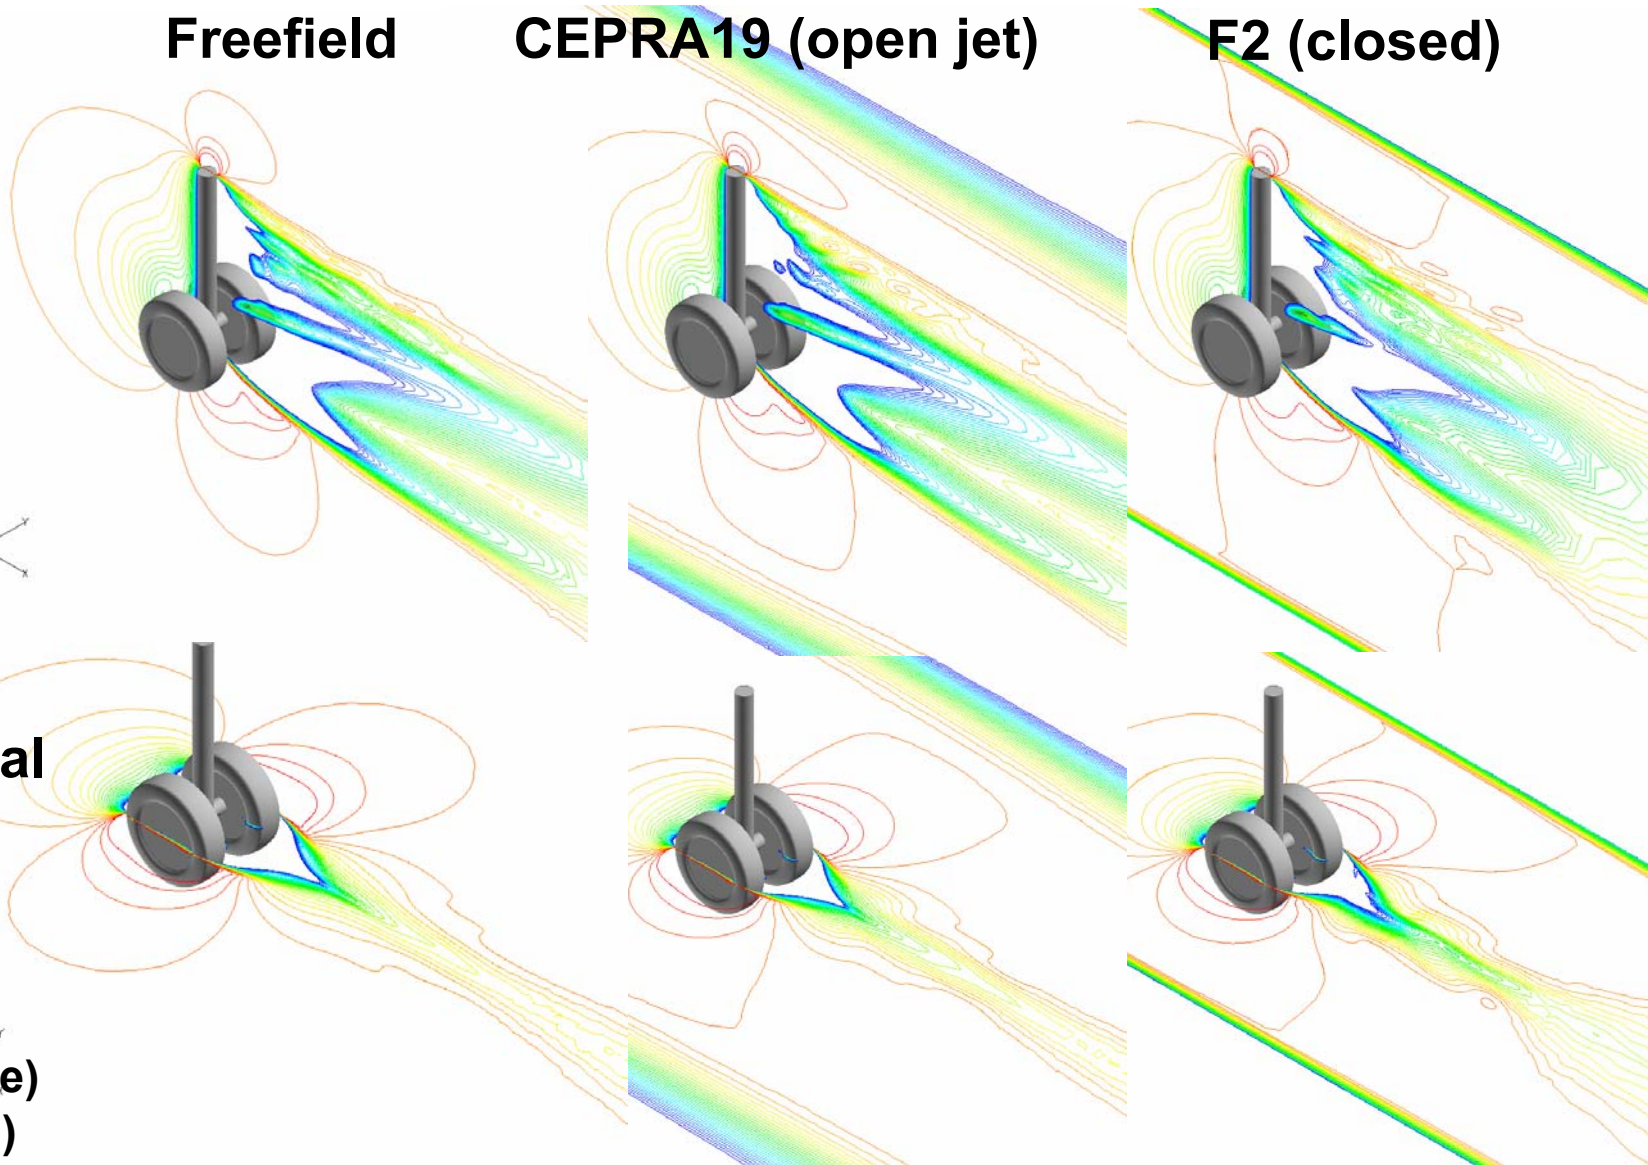 Freefield CEPRA19 (open jet) F2 (closed)
Y
X
al
e)
)